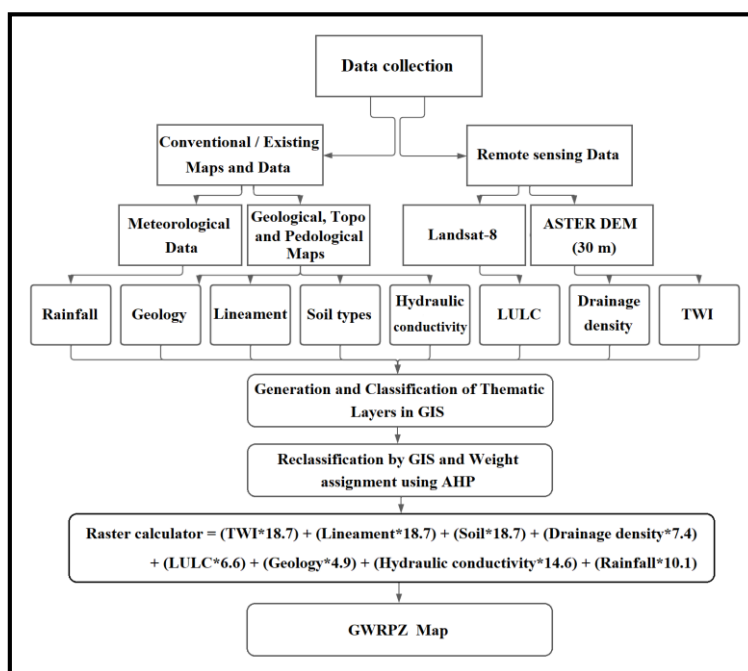 Data collection
Conventional / Existing
Maps and Data
Remote sensing Data
Meteorological
Data
Geological, Topo
and Pedological
Maps
Landsat-8
ASTER DEM
(30 m)
Rainfall
Geology
Lineament
Soil types
Hydraulic
conductivity
LULC
Drainage
density
TWI
Generation and Classification of Thematic
Layers in GIS
Reclassification by GIS and Weight
assignment using AHP
Raster calculator = (TWI*18.7) + (Lineament*18.7) + (Soil*18.7) + (Drainage density*7.4)
+ (LULC*6.6) + (Geology*4.9) + (Hydraulic conductivity*14.6) + (Rainfall*10.1)
GWRPZ Map